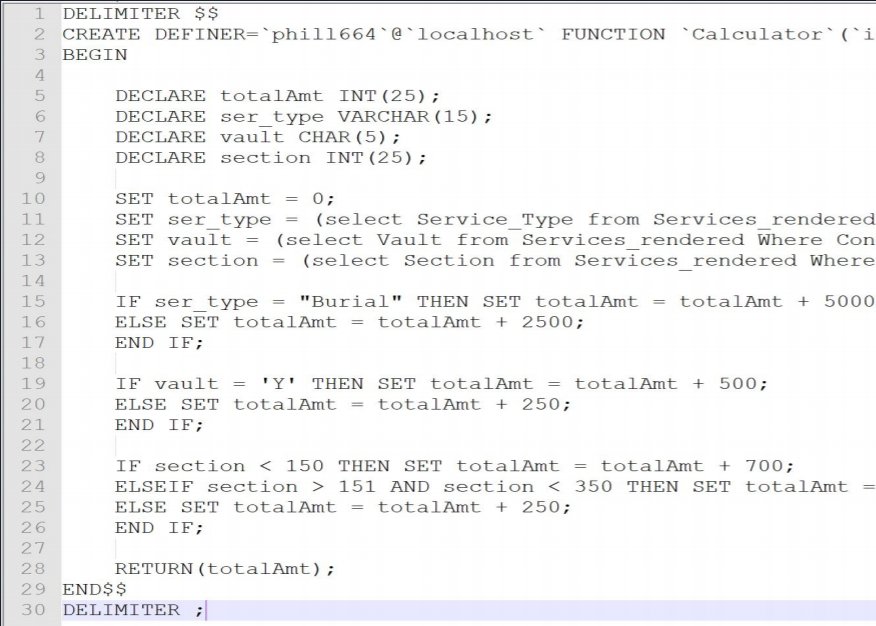 1 DELIMITER $$
2 CREATE DEFINER=`phill664`@`localhost` FUNCTION `Calculator`(`i
3 BEGIN
4
5 DECLARE totalAmt INT(25);
6 DECLARE ser_type VARCHAR(15);
7 DECLARE vault CHAR(5);
8 DECLARE section INT(25);
9
10 SET totalAmt = 0;
11 SET ser_type = (select Service_Type from Services_rendered
12 SET vault = (select Vault from Services_rendered Where Con
13 SET section = (select Section from Services_rendered Where
14
15 IF ser_type = "Burial" THEN SET totalAmt = totalAmt + 5000
16 ELSE SET totalAmt = totalAmt + 2500;
17 END IF;
18
19 IF vault = 'Y' THEN SET totalAmt = totalAmt + 500;
20 ELSE SET totalAmt = totalAmt + 250;
21 END IF;
22
23 IF section < 150 THEN SET totalAmt = totalAmt + 700;
24 ELSEIF section > 151 AND section < 350 THEN SET totalAmt =
25 ELSE SET totalAmt = totalAmt + 250;
26 END IF;
27
28 RETURN(totalAmt);
29 END$$
30 DELIMITER ;